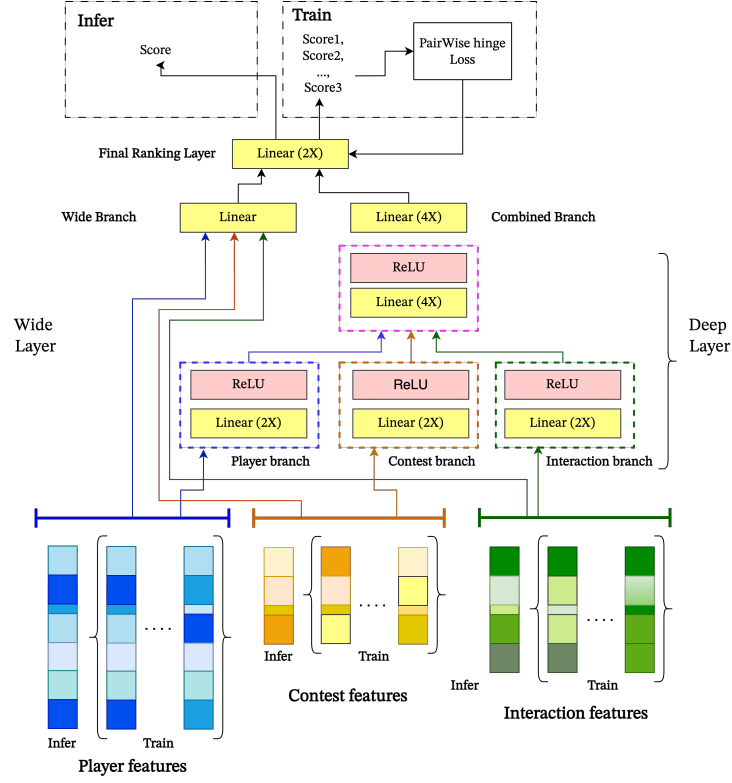 Infer
Train
Score
Score1,
Score2,
...,
Score3
PairWise hinge
Loss
Final Ranking Layer
Linear (2X)
Wide Branch
Linear
Linear (4X)
Combined Branch
ReLU
Linear (4X)
Wide
Layer
Deep
Layer
ReLU
ReLU
ReLU
Linear (2X)
Linear (2X)
Linear (2X)
Player branch
Contest branch
Interaction branch
....
....
....
Infer
Train
Infer
Train
Infer
Train
Contest features
Interaction features
Player features